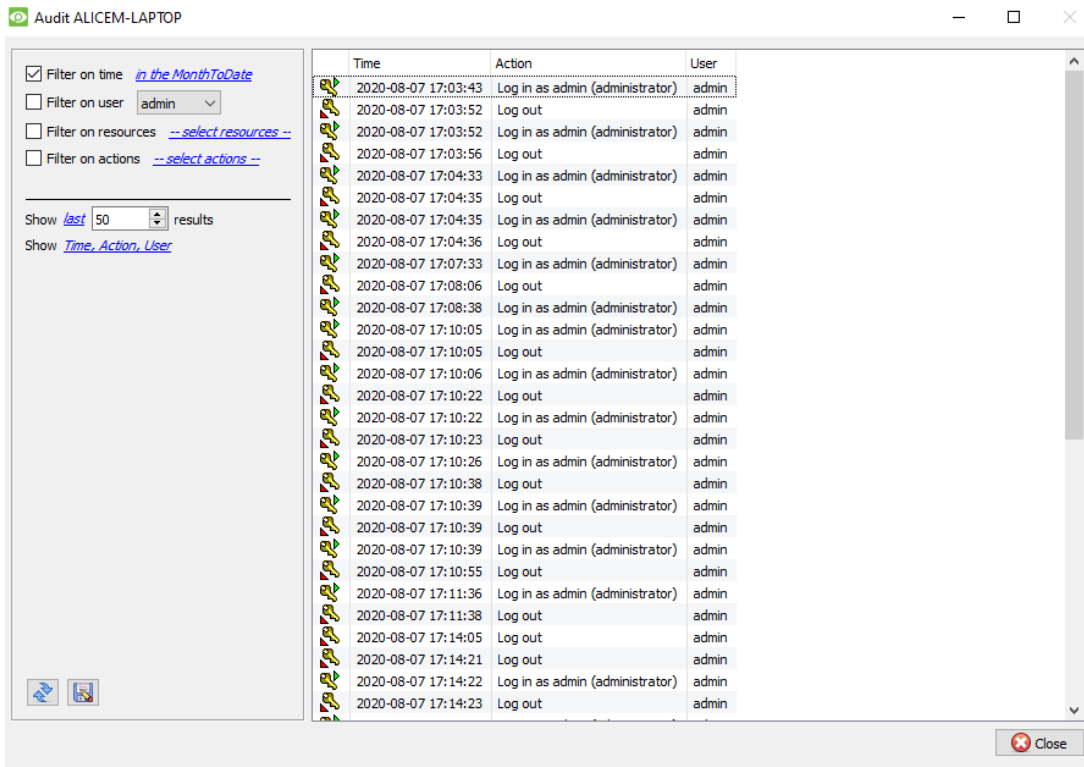 Audit ALICEM-LAPTOP
Filter on time in the MonthToDate
Filter on user admin
Filter on resources -- select resources --
Filter on actions -- select actions --
Show last 50 results
Show Time, Action, User
Time Action User
2020-08-07 17:03:43 Log in as admin (administrator) admin
2020-08-07 17:03:52 Log out admin
2020-08-07 17:03:52 Log in as admin (administrator) admin
2020-08-07 17:03:56 Log out admin
2020-08-07 17:04:33 Log in as admin (administrator) admin
2020-08-07 17:04:35 Log out admin
2020-08-07 17:04:35 Log in as admin (administrator) admin
2020-08-07 17:04:36 Log out admin
2020-08-07 17:07:33 Log in as admin (administrator) admin
2020-08-07 17:08:06 Log out admin
2020-08-07 17:08:38 Log in as admin (administrator) admin
2020-08-07 17:10:05 Log in as admin (administrator) admin
2020-08-07 17:10:05 Log out admin
2020-08-07 17:10:06 Log in as admin (administrator) admin
2020-08-07 17:10:22 Log out admin
2020-08-07 17:10:22 Log in as admin (administrator) admin
2020-08-07 17:10:23 Log out admin
2020-08-07 17:10:26 Log in as admin (administrator) admin
2020-08-07 17:10:38 Log out admin
2020-08-07 17:10:39 Log in as admin (administrator) admin
2020-08-07 17:10:39 Log out admin
2020-08-07 17:10:39 Log in as admin (administrator) admin
2020-08-07 17:10:55 Log out admin
2020-08-07 17:11:36 Log in as admin (administrator) admin
2020-08-07 17:11:38 Log out admin
2020-08-07 17:14:05 Log out admin
2020-08-07 17:14:21 Log out admin
2020-08-07 17:14:22 Log in as admin (administrator) admin
2020-08-07 17:14:23 Log out admin
Close